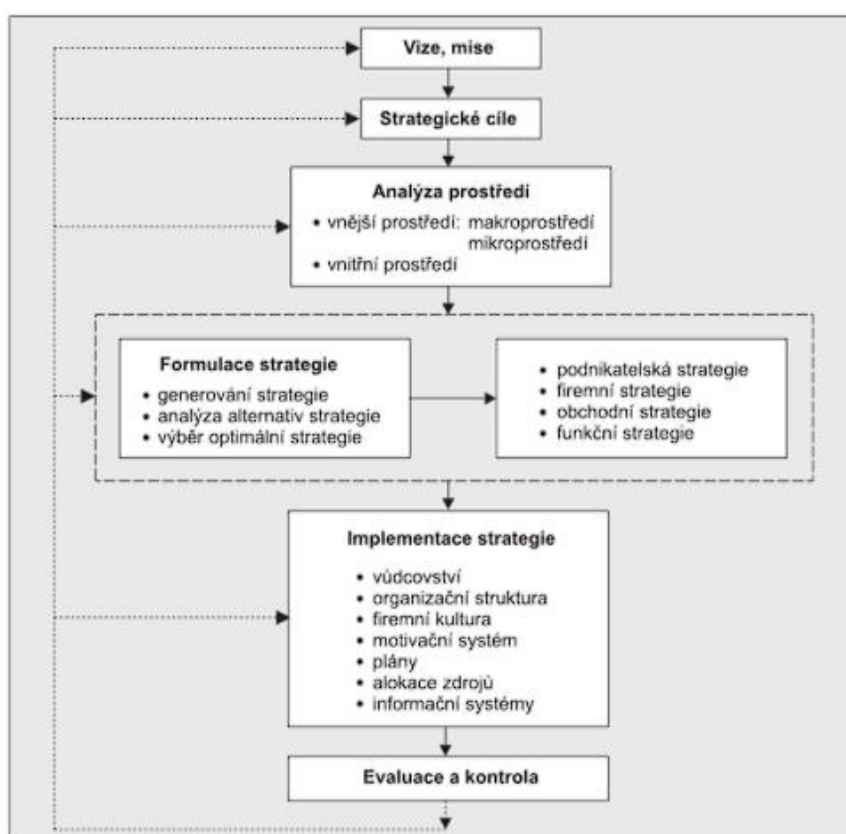 Vize, mise
Strategické cíle
Analýza prostředí
• vnější prostředí: makroprostředí
mikroprostředí
• vnitřní prostředí
Formulace strategie
• generování strategie
• analýza alternativ strategie
• výběr optimální strategie
• podnikatelská strategie
• firemní strategie
• obchodní strategie
• funkční strategie
Implementace strategie
• vůdcovství
• organizační struktura
• firemní kultura
• motivační systém
• plány
• alokace zdrojů
• informační systémy
Evaluace a kontrola